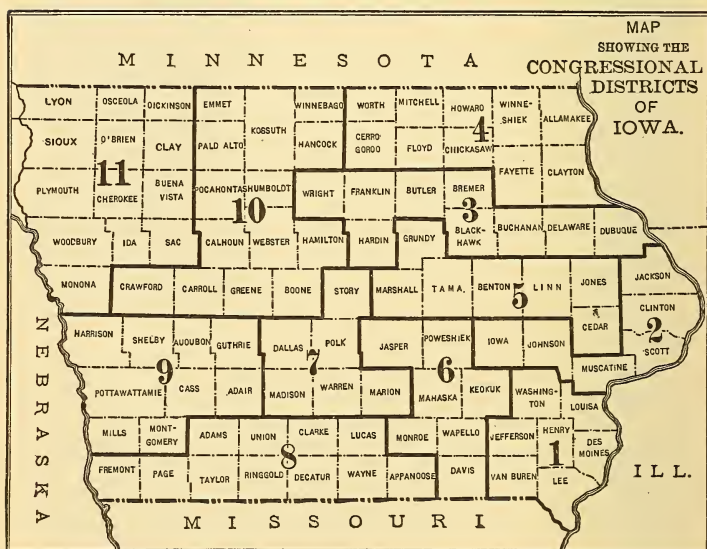 MAP
SHOWING THE
CONGRESSIONAL
DISTRICTS
OF
IOWA.
MINNESOTA
LYON OSCEOLA DICKINSON EMMET WINNEBAGO WORTH MITCHELL HOWARD WINNE-
SHIEK ALLAMAKEE
KOSSUTH
SIOUX O'BRIEN CLAY PALO ALTO HANCOCK CERRO-
GORDO FLOYD 4 CHICKASAW
11
PLYMOUTH CHEROKEE BUENA
VISTA POCAHONTAS HUMBOLDT WRIGHT FRANKLIN BUTLER BREMER FAYETTE CLAYTON
10 3
WOODBURY IDA SAC CALHOUN WEBSTER HAMILTON HARDIN GRUNDY BLACK-
HAWK BUCHANAN DELAWARE DUBUQUE
MONONA CRAWFORD CARROLL GREENE BOONE STORY MARSHALL TAMA BENTON 5 LINN JONES JACKSON
CEDAR CLINTON
2
SCOTT
NEBRASKA
HARRISON SHELBY AUDUBON GUTHRIE DALLAS POLK JASPER POWESHIEK IOWA JOHNSON MUSCATINE
9 7 6
POTTAWATTAMIE CASS ADAIR MADISON WARREN MARION MAHASKA KEOKUK WASHING-
TON LOUISA
MILLS MONT-
GOMERY ADAMS UNION CLARKE LUCAS MONROE WAPELLO JEFFERSON HENRY DES
MOINES
8 1
FREMONT PAGE TAYLOR RINGGOLD DECATUR WAYNE APPANOOSE DAVIS VAN BUREN LEE
ILL.
MISSOURI